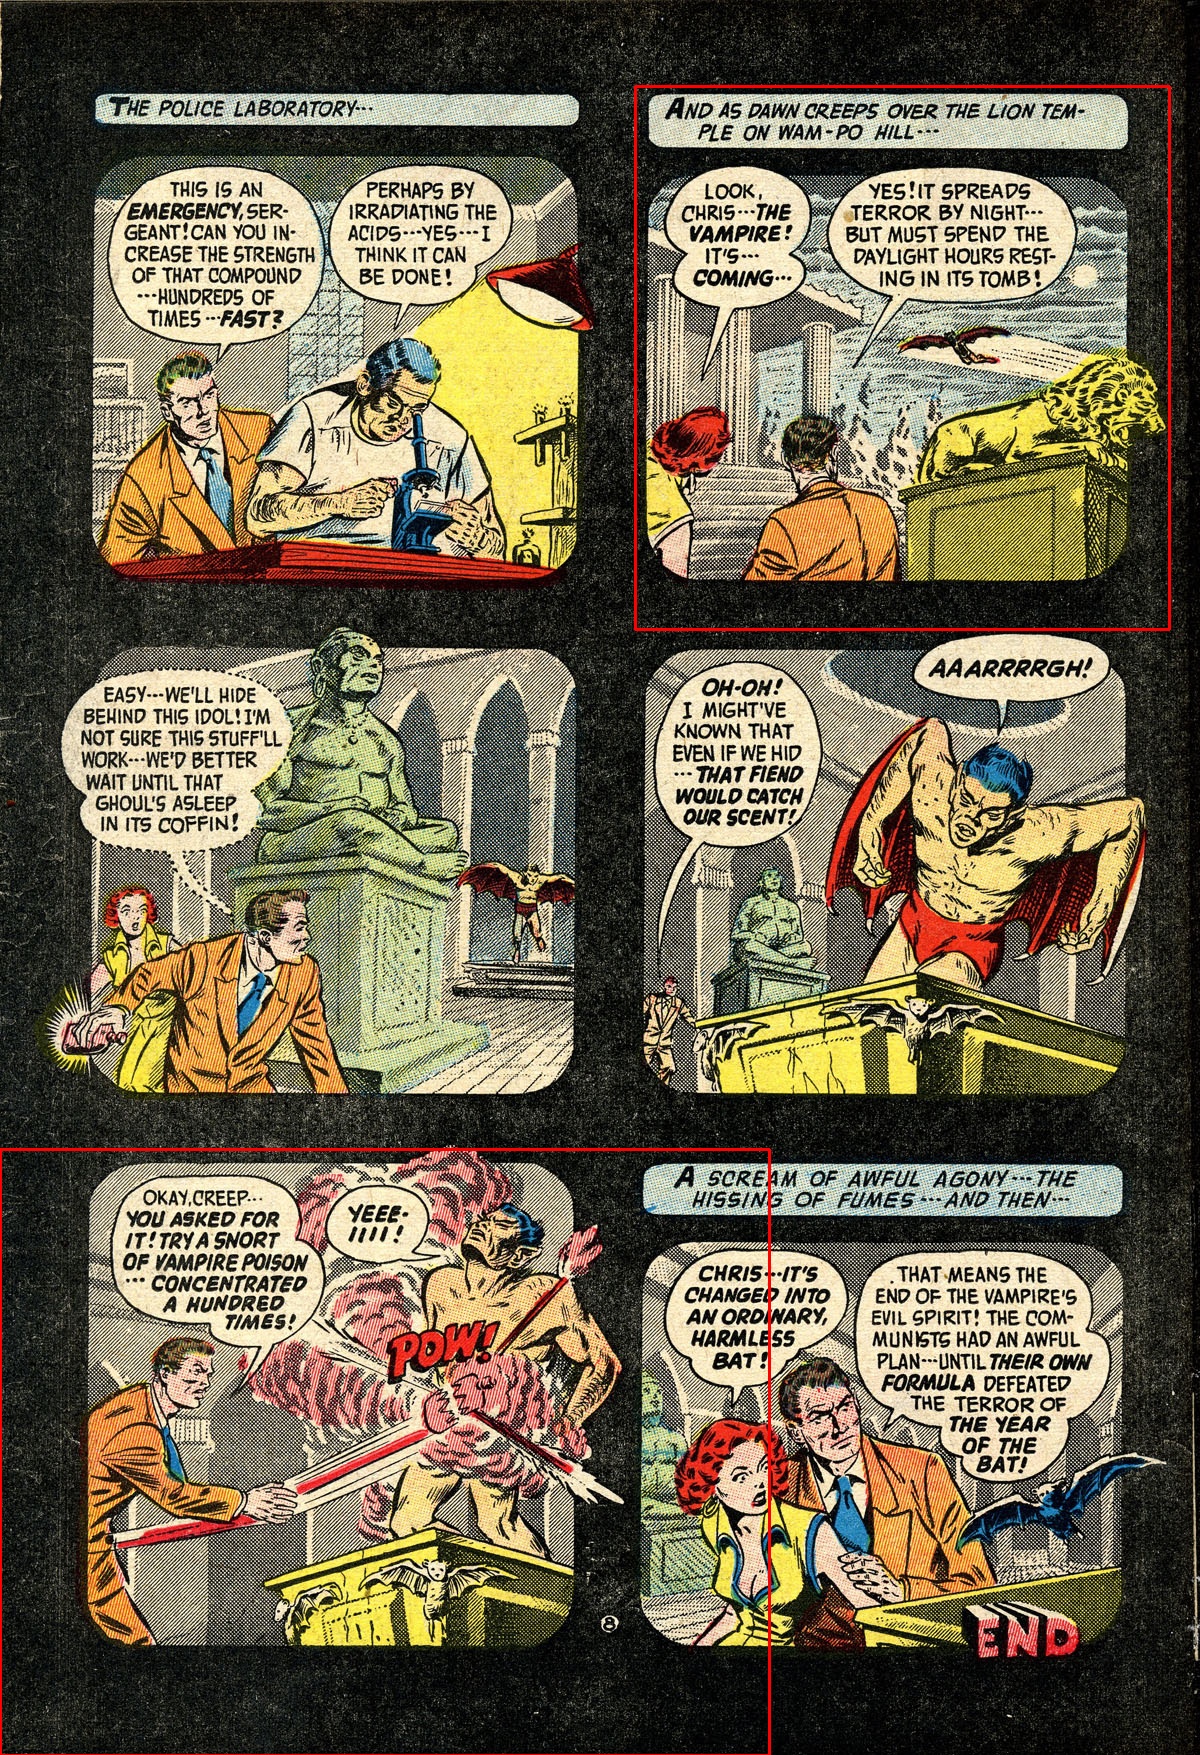 THE POLICE LABORATORY---
THIS IS AN
EMERGENCY, SER-
GEANT! CAN YOU IN-
CREASE THE STRENGTH
OF THAT COMPOUND
---HUNDREDS OF
TIMES---FAST?
PERHAPS BY
IRRADIATING THE
ACIDS---YES---I
THINK IT CAN
BE DONE!
AND AS DAWN CREEPS OVER THE LION TEM-
PLE ON WAM-PO HILL---
LOOK,
CHRIS---THE
VAMPIRE!
IT'S---
COMING---
YES! IT SPREADS
TERROR BY NIGHT---
BUT MUST SPEND THE
DAYLIGHT HOURS REST-
ING IN ITS TOMB!
EASY---WE'LL HIDE
BEHIND THIS IDOL! I'M
NOT SURE THIS STUFF'LL
WORK---WE'D BETTER
WAIT UNTIL THAT
GHOUL'S ASLEEP
IN ITS COFFIN!
OH-OH!
I MIGHT'VE
KNOWN THAT
EVEN IF WE HID
---THAT FIEND
WOULD CATCH
OUR SCENT!
AAARRRRGH!
OKAY, CREEP---
YOU ASKED FOR
IT! TRY A SNORT
OF VAMPIRE POISON
--- CONCENTRATED
A HUNDRED
TIMES!
YEEE-
IIII!
POW!
A SCREAM OF AWFUL AGONY---THE
HISSING OF FUMES---AND THEN---
CHRIS---IT'S
CHANGED INTO
AN ORDINARY,
HARMLESS
BAT!
THAT MEANS THE
END OF THE VAMPIRE'S
EVIL SPIRIT! THE COM-
MUNISTS HAD AN AWFUL
PLAN---UNTIL THEIR OWN
FORMULA DEFEATED
THE TERROR OF
THE YEAR
OF THE
BAT!
8
END